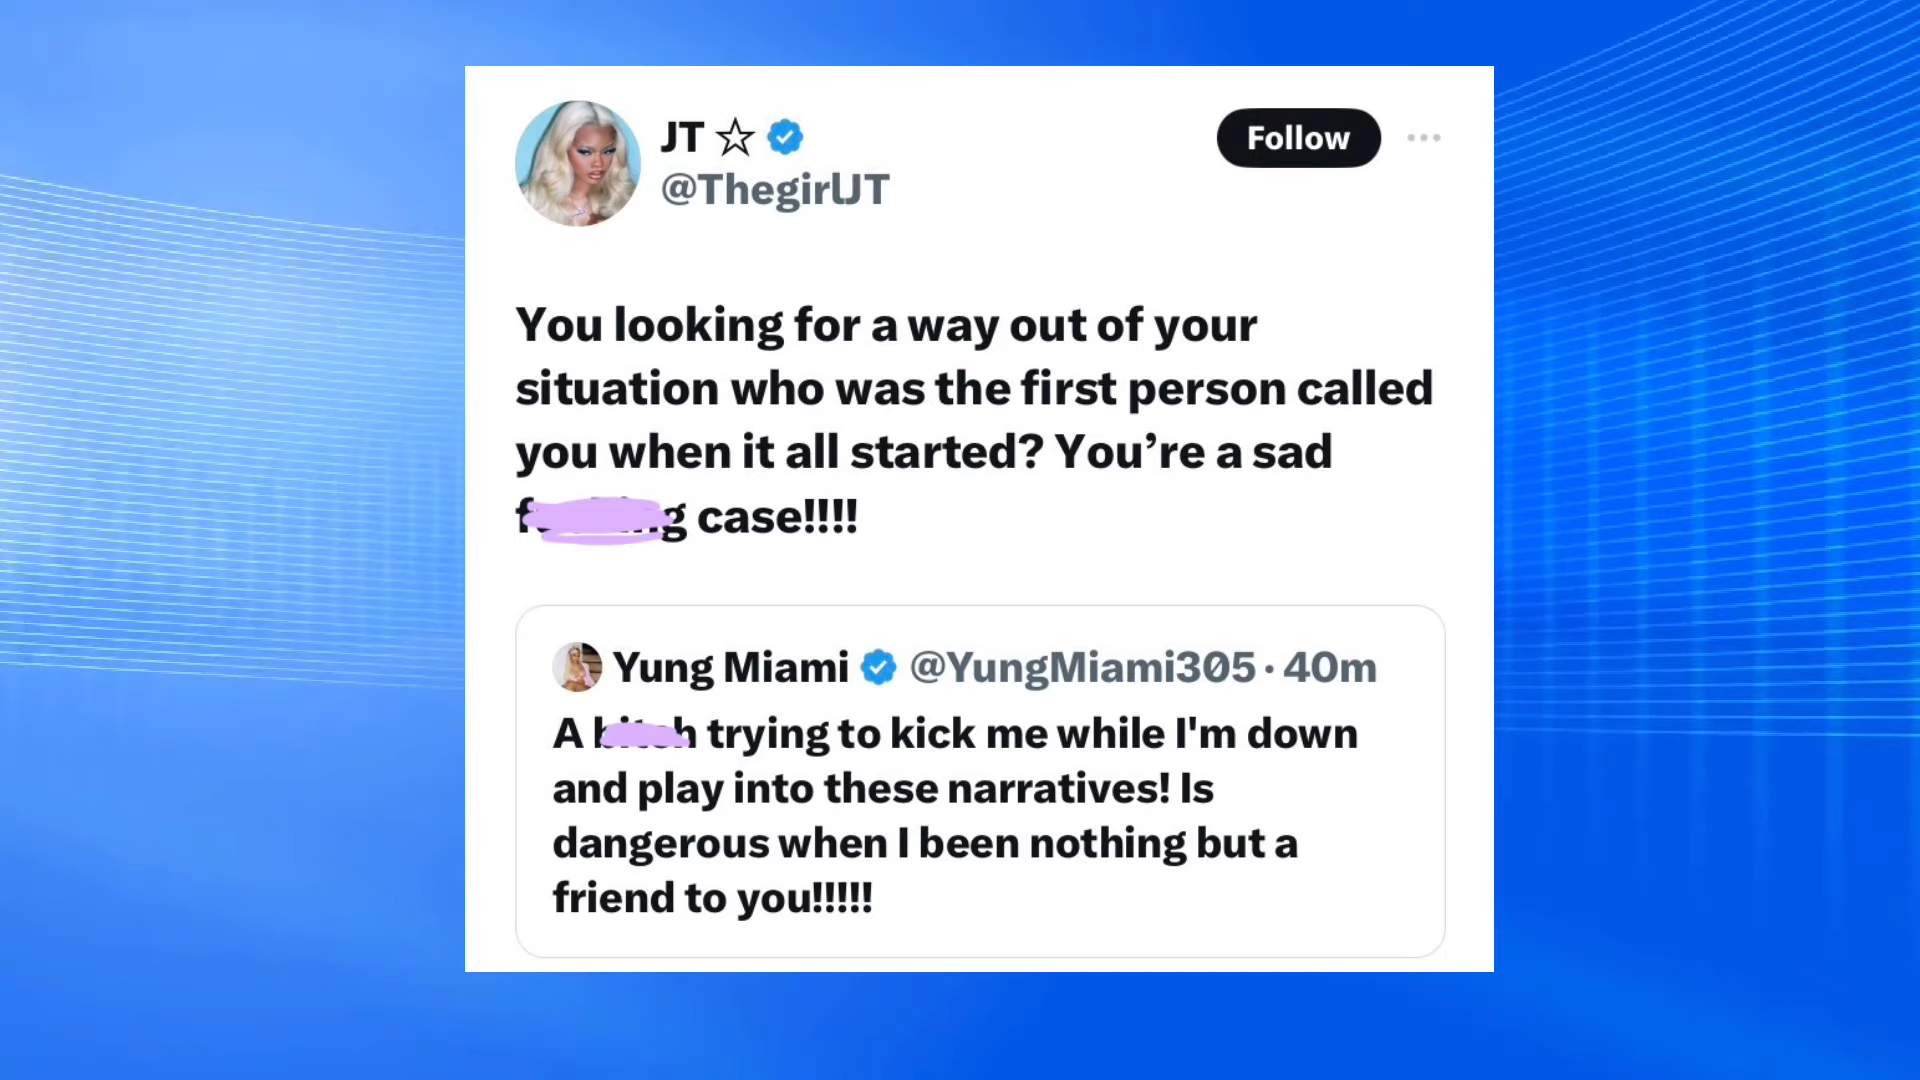 JT ☆
@ThegirlJT
Follow
You looking for a way out of your
situation who was the first person called
you when it all started? You’re a sad
case!!!!
Yung Miami @YungMiami305 · 40m
A bitch trying to kick me while I'm down
and play into these narratives! Is
dangerous when I been nothing but a
friend to you!!!!!